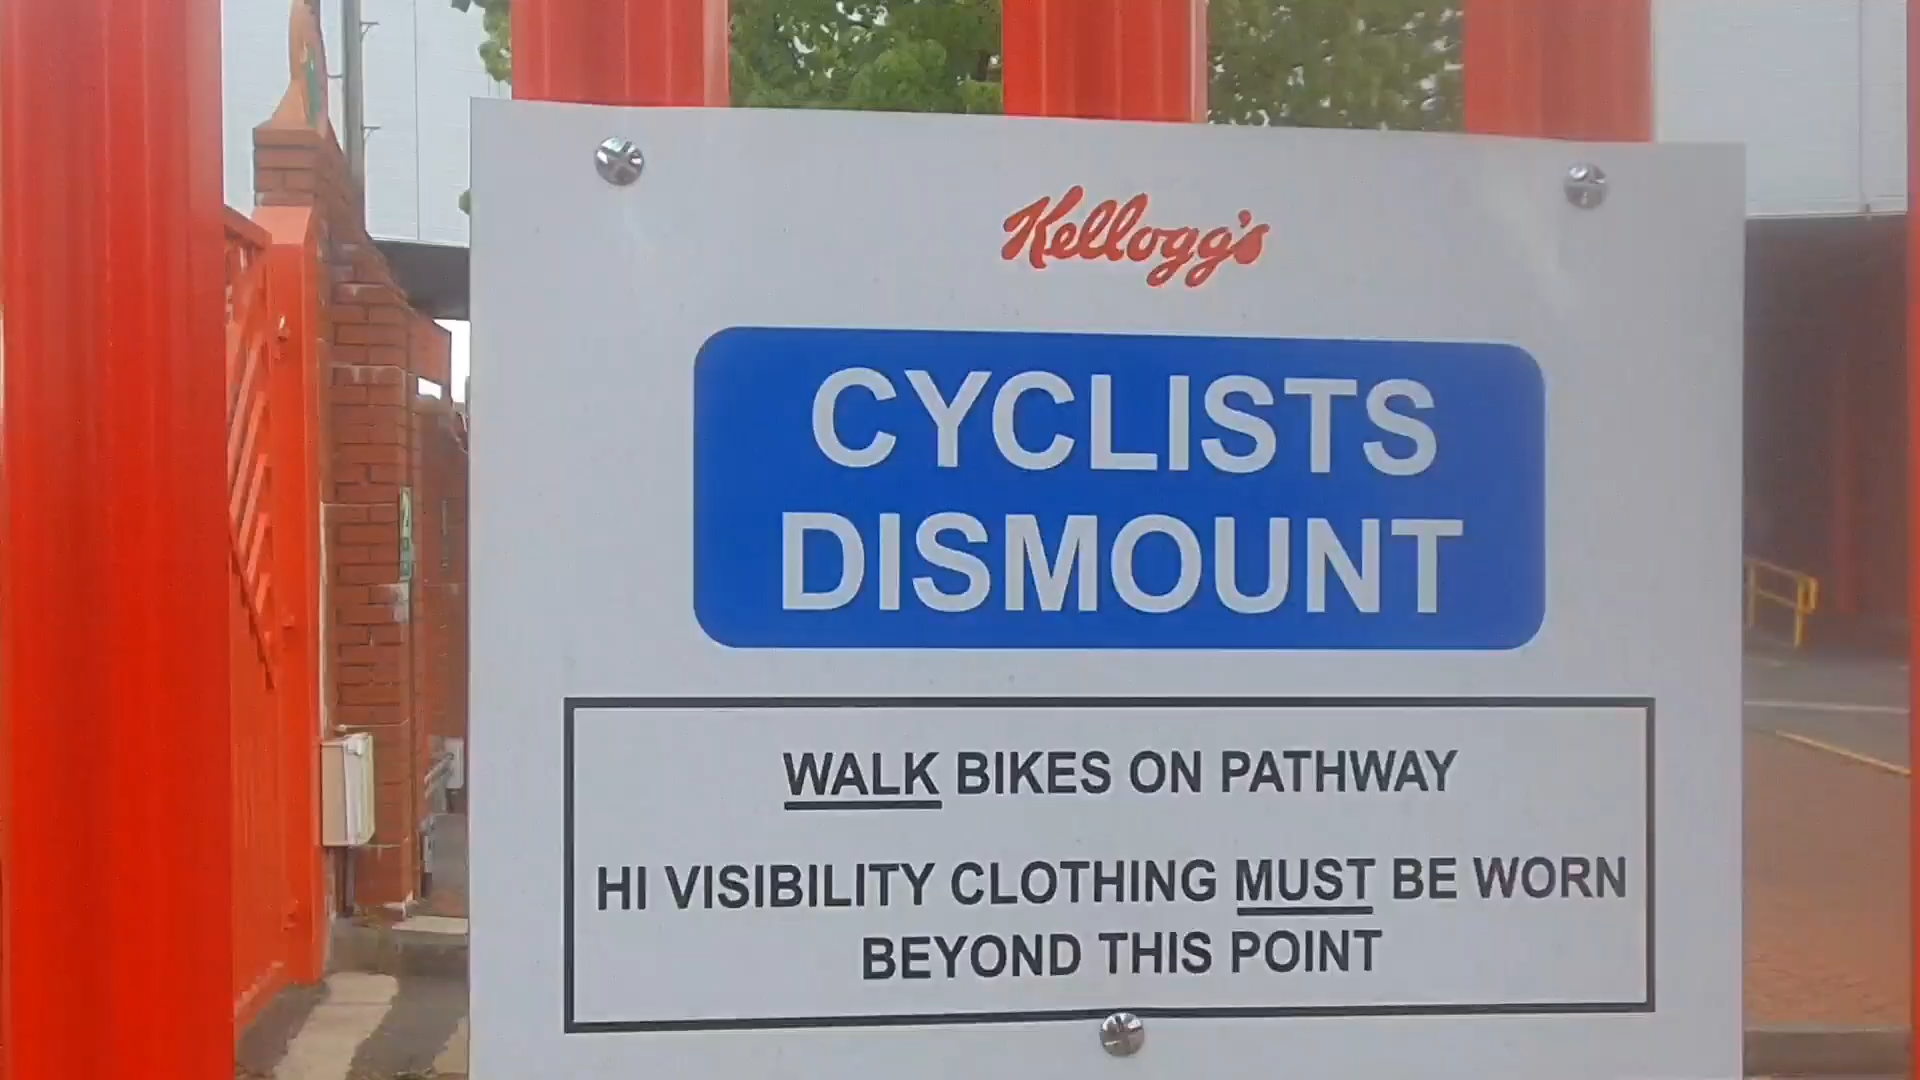 Kellogg's
CYCLISTS
DISMOUNT
WALK BIKES ON PATHWAY
HI VISIBILITY CLOTHING MUST BE WORN
BEYOND THIS POINT